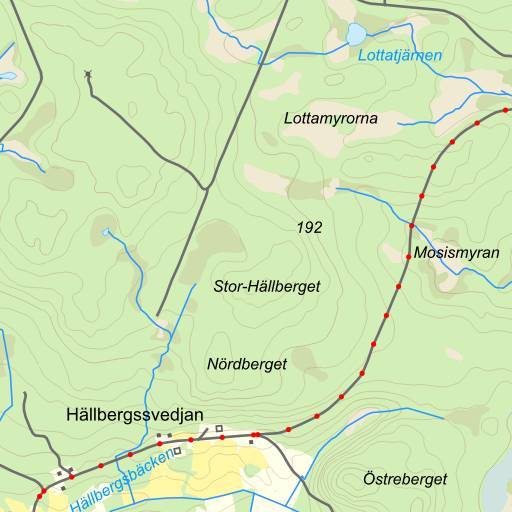 Lottatjärnen
Lottamyrorna
192
Mosismyran
Stor-Hällberget
Nördberget
Hällbergssvedjan
Hällbergsbäcken
Östreberget